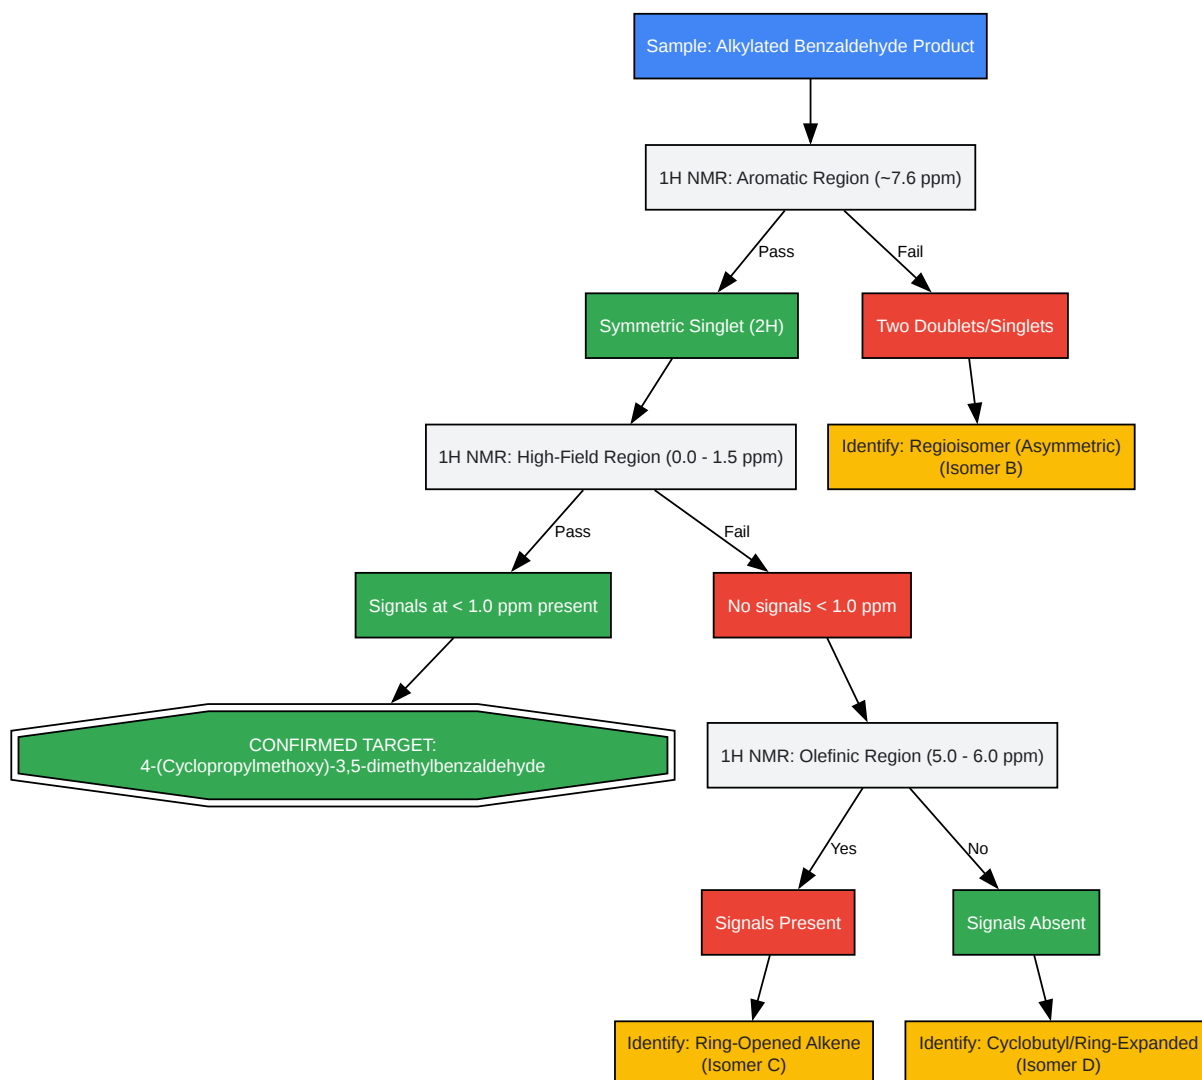 Sample: Alkylated Benzaldehyde Product
1H NMR: Aromatic Region (~7.6 ppm)
Pass
Fail
Symmetric Singlet (2H)
Two Doublets/Singlets
1H NMR: High-Field Region (0.0 - 1.5 ppm)
Identify: Regioisomer (Asymmetric)
(Isomer B)
Pass
Fail
Signals at < 1.0 ppm present
No signals < 1.0 ppm
CONFIRMED TARGET:
4-(Cyclopropylmethoxy)-3,5-dimethylbenzaldehyde
1H NMR: Olefinic Region (5.0 - 6.0 ppm)
Yes
No
Signals Present
Signals Absent
Identify: Ring-Opened Alkene
(Isomer C)
Identify: Cyclobutyl/Ring-Expanded
(Isomer D)